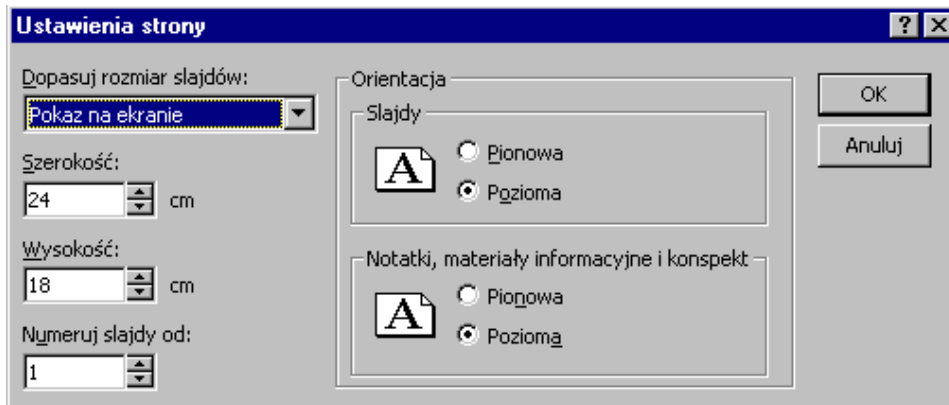 Ustawienia strony
Dopasuj rozmiar slajdów:
Pokaz na ekranie
Szerokość:
24 cm
Wysokość:
18 cm
Numeruj slajdy od:
1
Orientacja
Slajdy
A
Pionowa
Pozioma
Notatki, materiały informacyjne i konspekt
A
Pionowa
Pozioma
OK
Anuluj